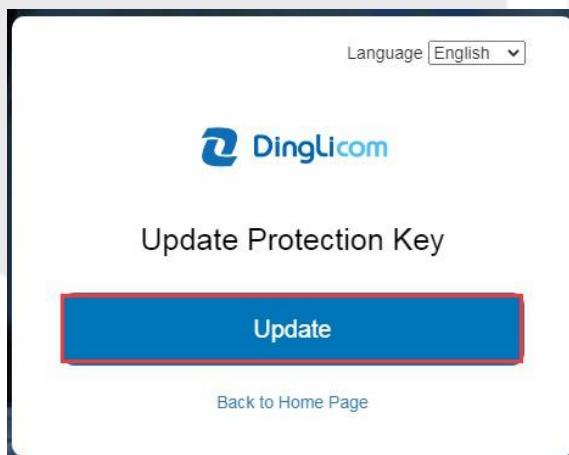 Language English
Dinglicom
Update Protection Key
Update
Back to Home Page